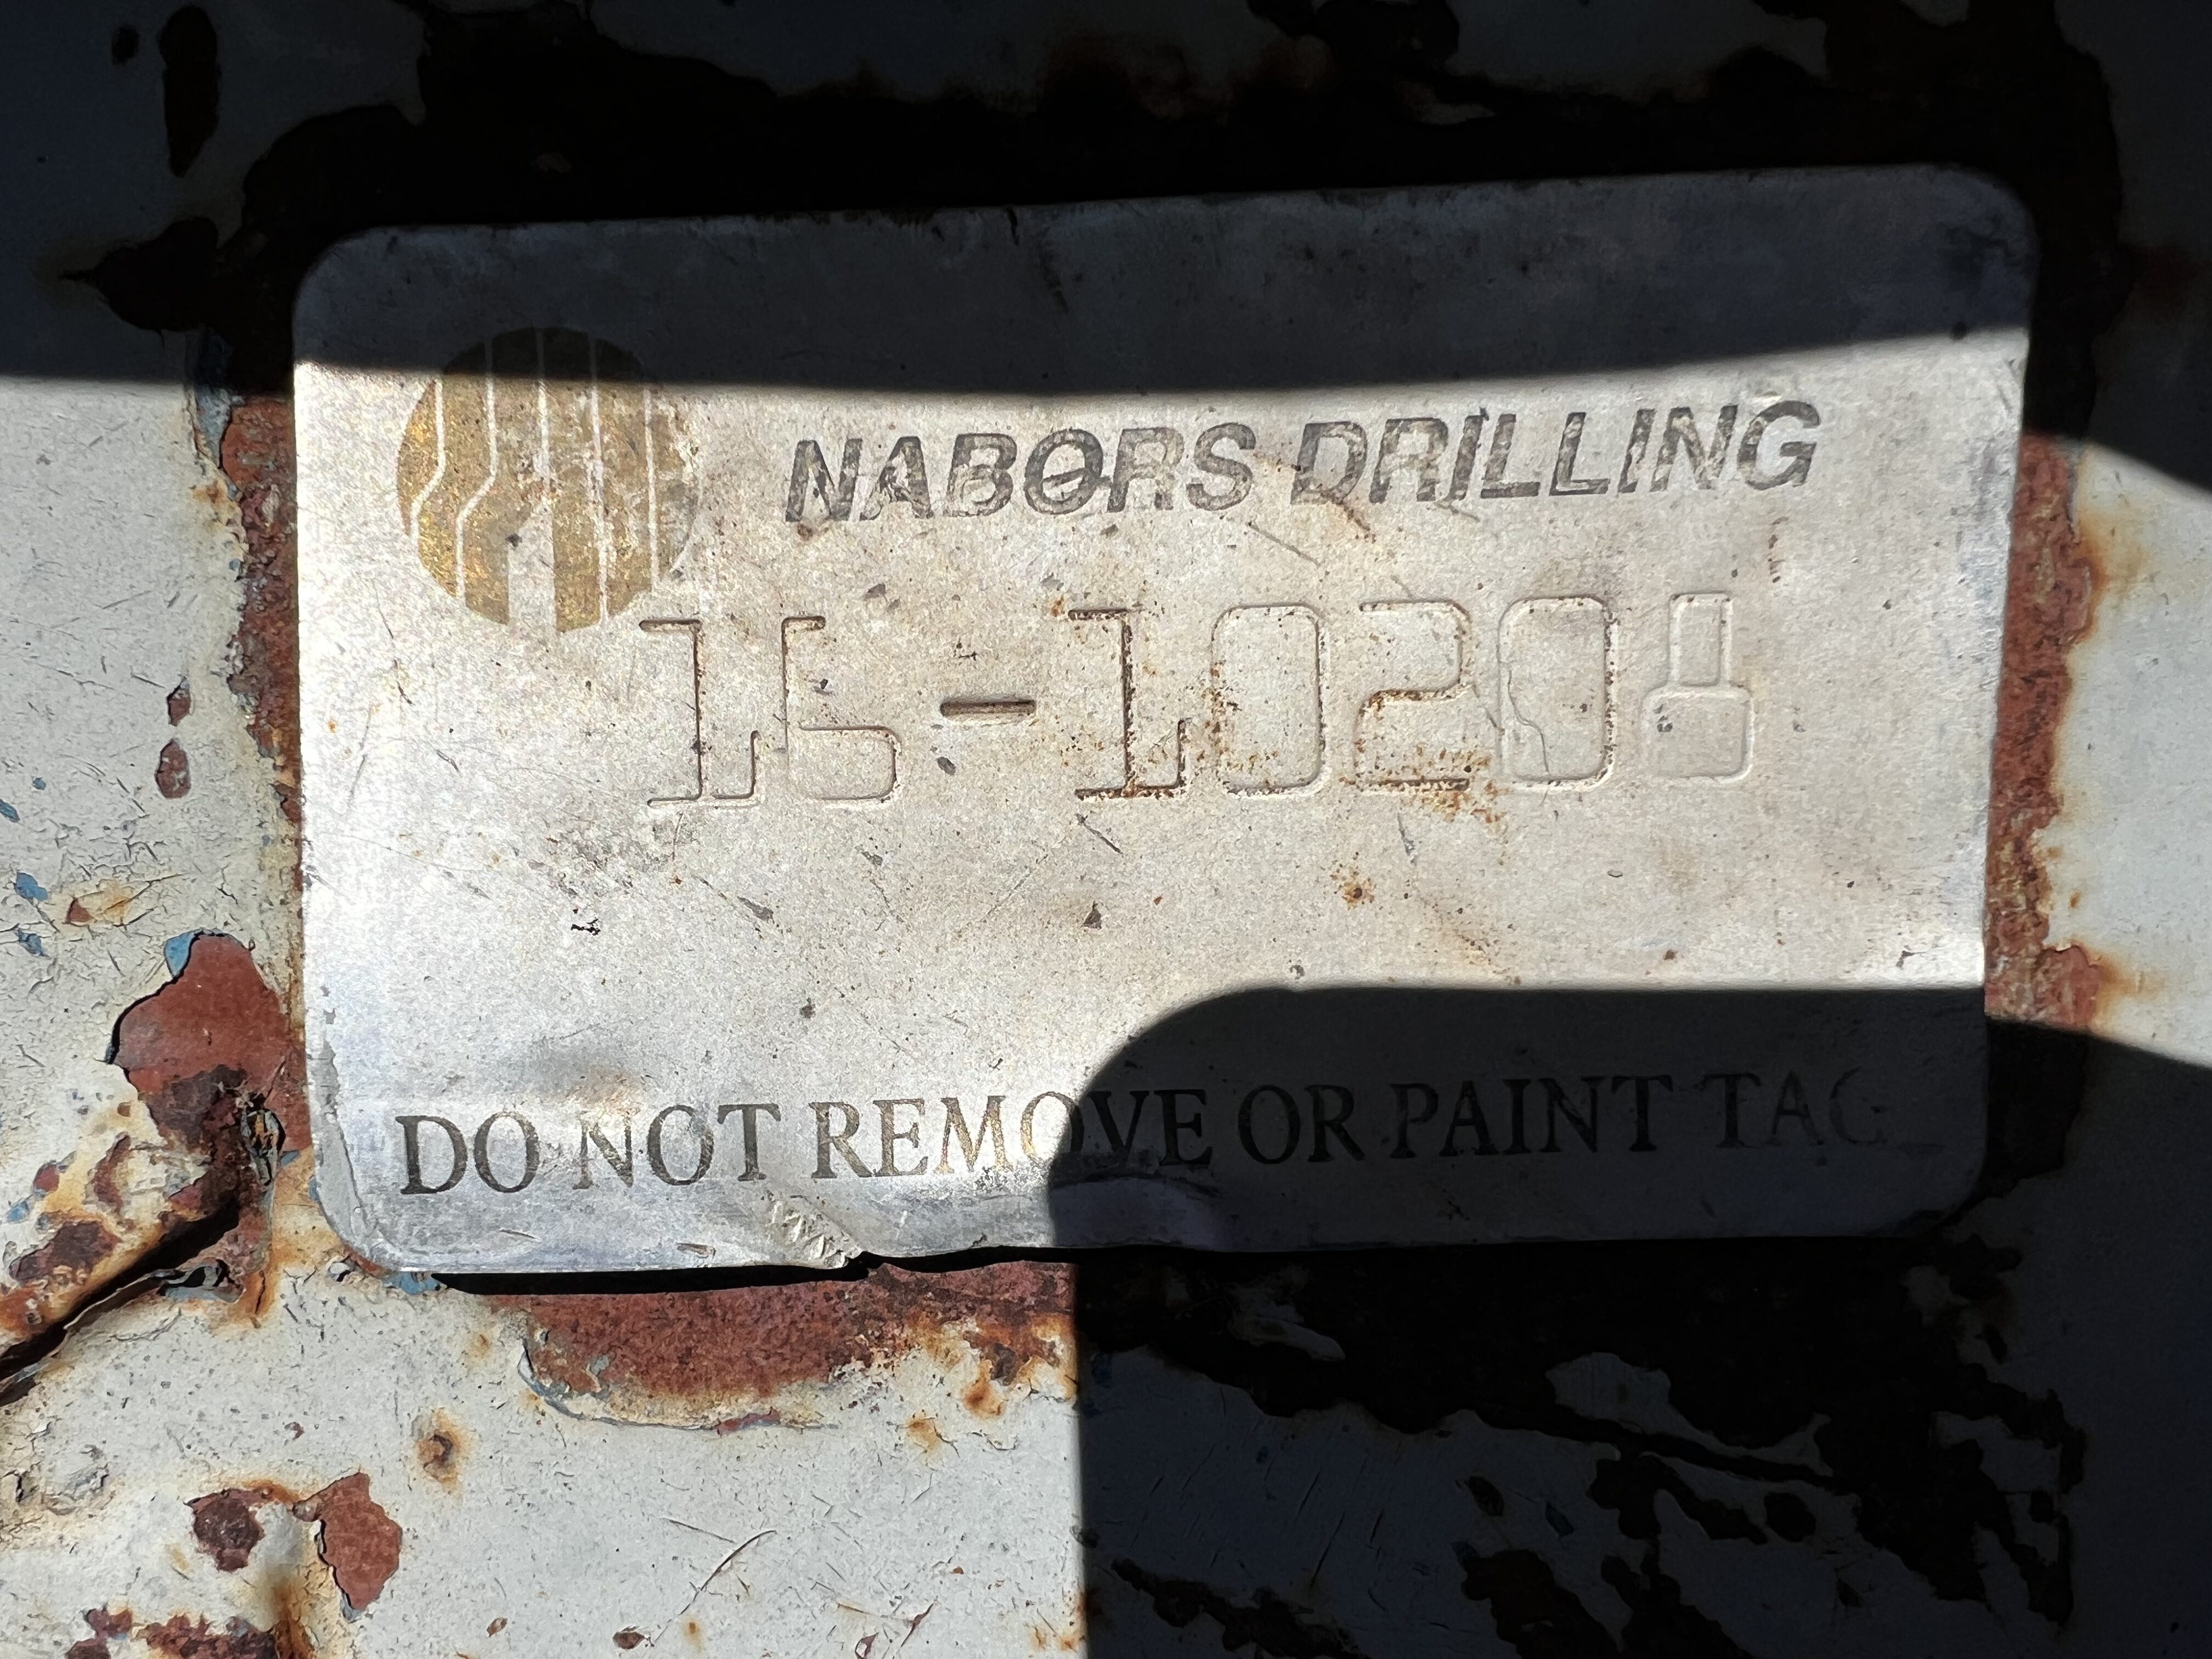 NABORS DRILLING
16-10208
DO NOT REMOVE OR PAINT TAG